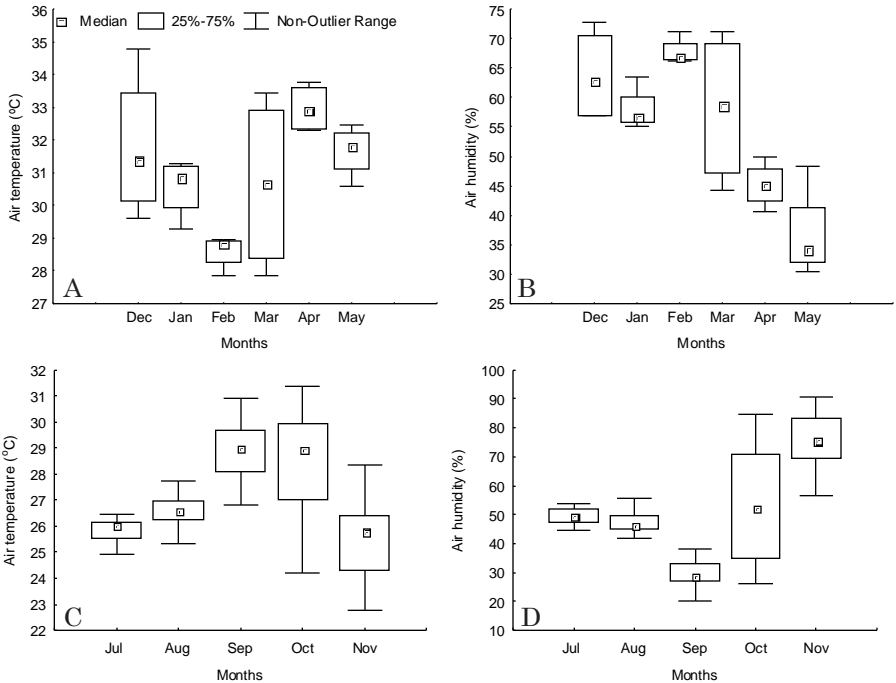 Median 25%-75% Non-Outlier Range
Air temperature (ºC)
36
35
34
33
32
31
30
29
28
27
A
Dec Jan Feb Mar Apr May
Months
Air humidity (%)
75
70
65
60
55
50
45
40
35
30
25
B
Dec Jan Feb Mar Apr May
Months
Air temperature (ºC)
32
31
30
29
28
27
26
25
24
23
22
C
Jul Aug Sep Oct Nov
Months
Air humidity (%)
100
90
80
70
60
50
40
30
20
10
D
Jul Aug Sep Oct Nov
Months